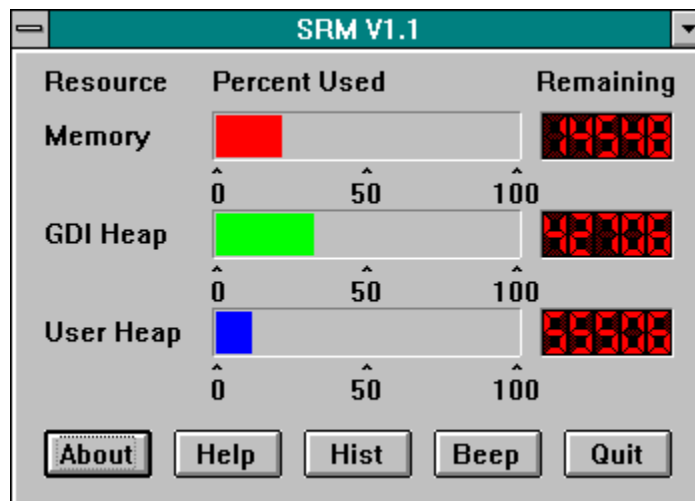 SRM V1.1
Resource Percent Used Remaining
Memory 14548
0 50 100
GDI Heap 42706
0 50 100
User Heap 55506
0 50 100
About Help Hist Beep Quit